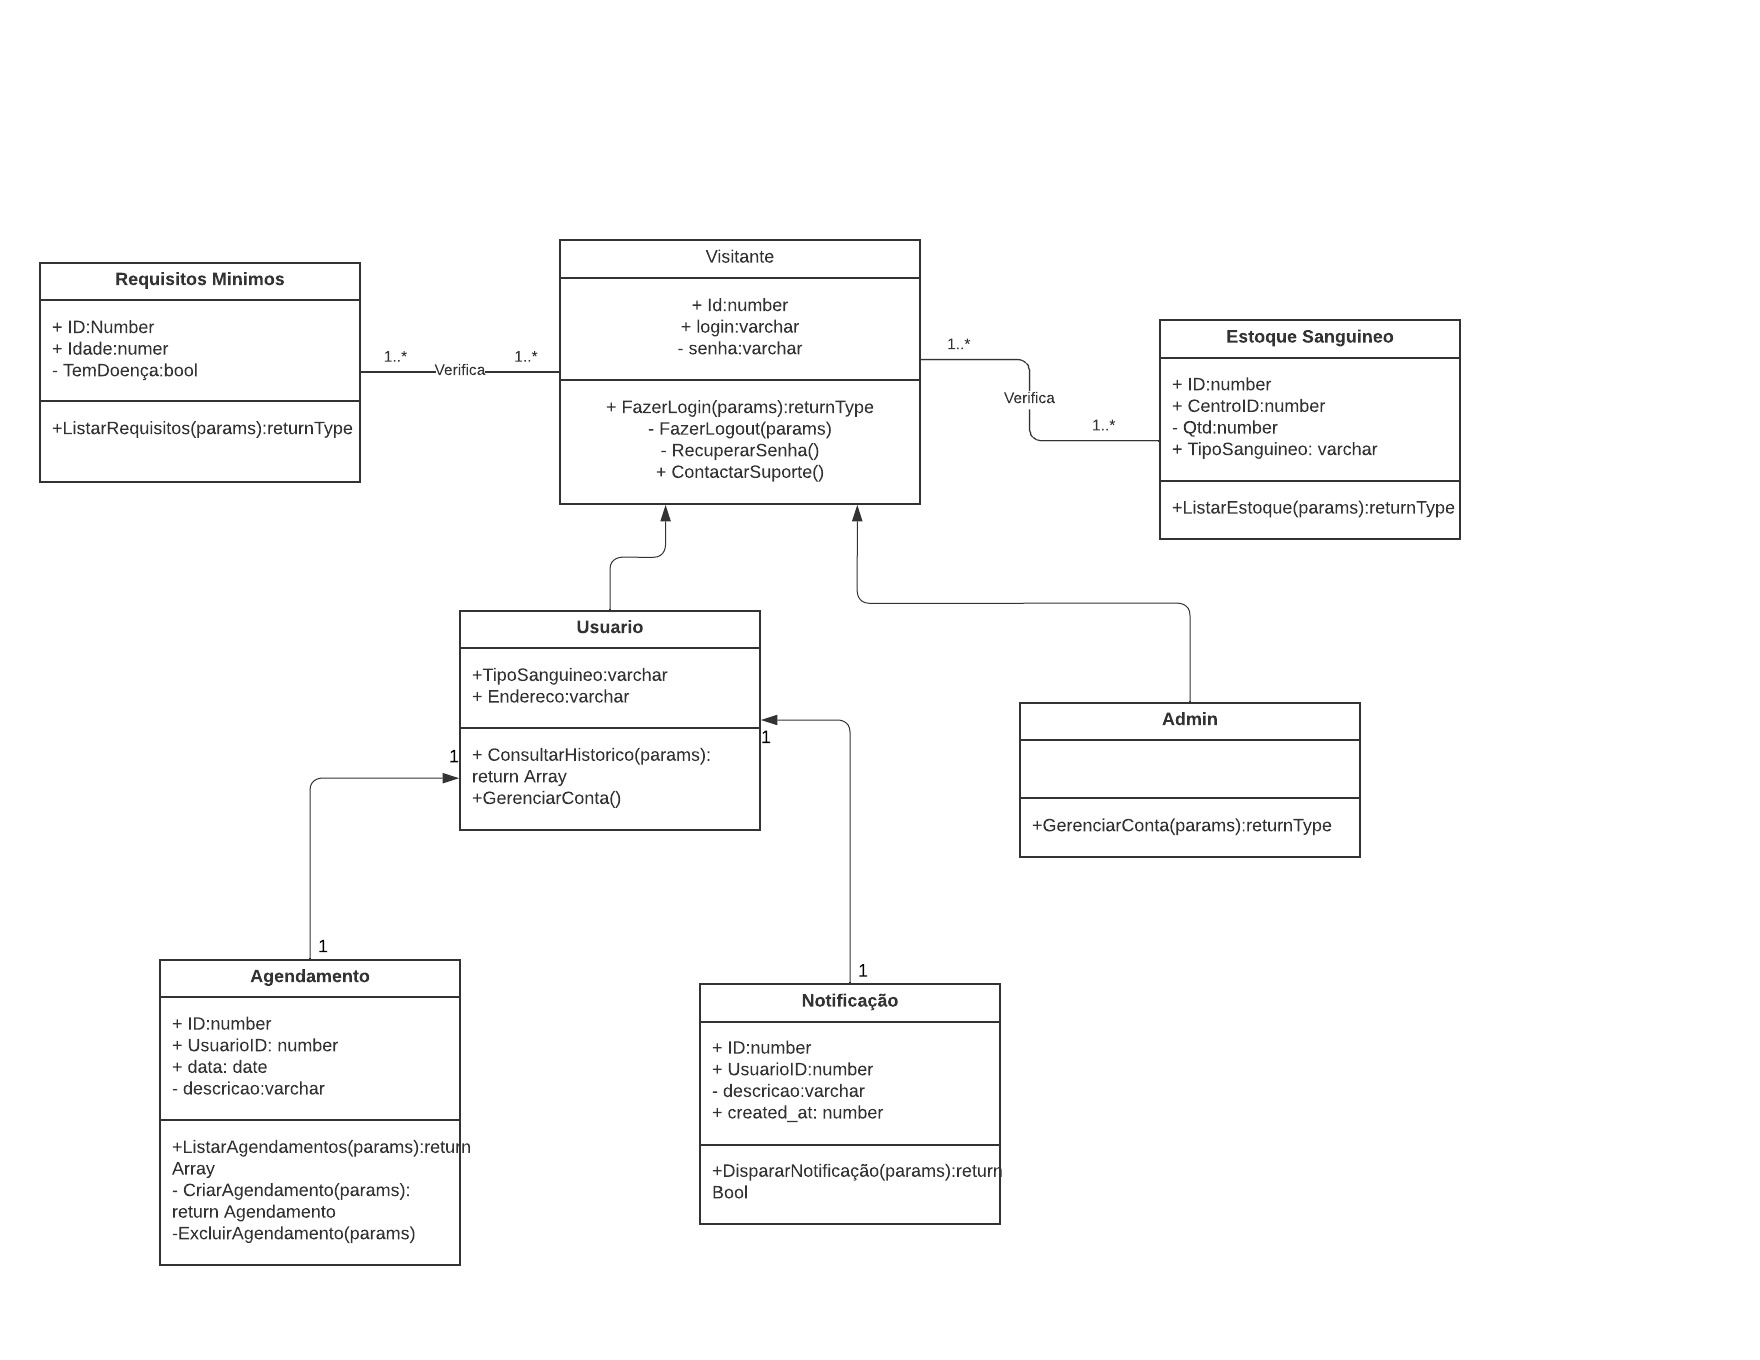 Requisitos Minimos
+ ID:Number
+ Idade:numer
- TemDoença:bool
+ListarRequisitos(params):returnType
1..*
Verifica
1..*
Visitante
+ Id:number
+ login:varchar
- senha:varchar
+ FazerLogin(params):returnType
- FazerLogout(params)
- RecuperarSenha()
+ ContactarSuporte()
1..*
Verifica
1..*
Estoque Sanguineo
+ ID:number
+ CentroID:number
- Qtd:number
+ TipoSanguineo: varchar
+ListarEstoque(params):returnType
Usuario
+TipoSanguineo:varchar
+ Endereco:varchar
+ ConsultarHistorico(params):
return Array
+GerenciarConta()
1
1
Admin
+GerenciarConta(params):returnType
1
Agendamento
+ ID:number
+ UsuarioID: number
+ data: date
- descricao:varchar
+ListarAgendamentos(params):return
Array
- CriarAgendamento(params):
return Agendamento
-ExcluirAgendamento(params)
1
Notificação
+ ID:number
+ UsuarioID:number
- descricao:varchar
+ created_at: number
+DispararNotificação(params):return
Bool